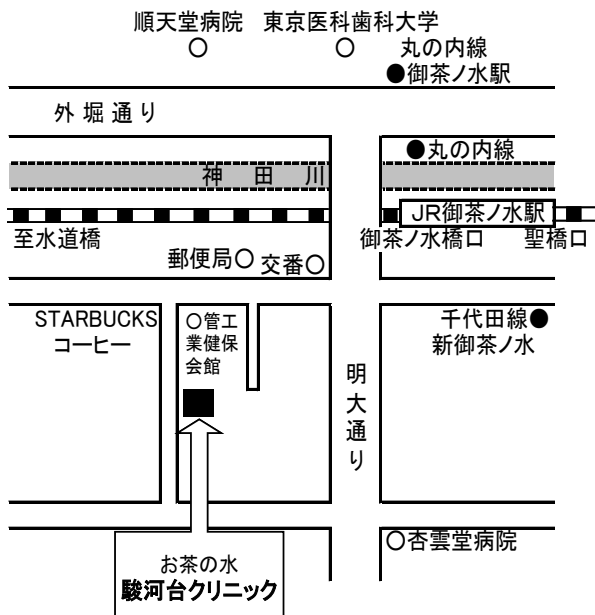 順天堂病院 東京医科歯科大学
丸の内線
御茶ノ水駅
外堀通り
丸の内線
神田川
JR御茶ノ水駅
至水道橋
御茶ノ水橋口
聖橋口
郵便局
交番
STARBUCKS
コーヒー
管工
業健保
会館
千代田線
新御茶ノ水
明大通り
杏雲堂病院
お茶の水
駿河台クリニック